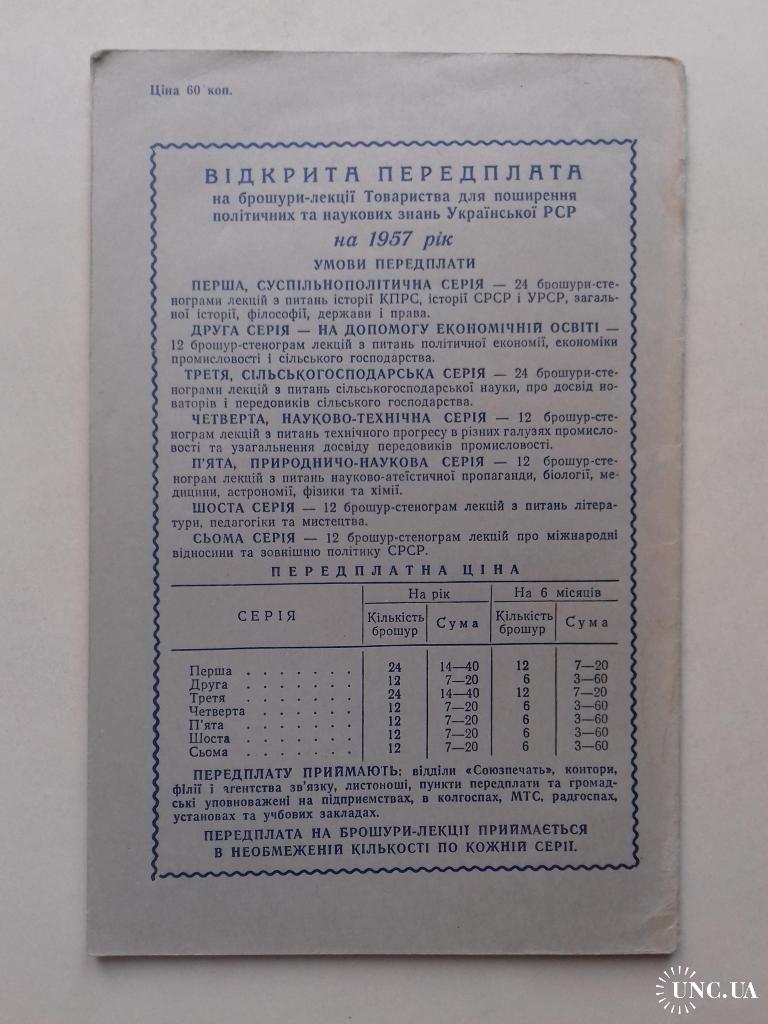 Ціна 60 коп.
ВІДКРИТА ПЕРЕДПЛАТА
на брошури-лекції Товариства для поширення
політичних та наукових знань Української РСР
на 1957 рік
УМОВИ ПЕРЕДПЛАТИ
ПЕРША, СУСПІЛЬНОПОЛІТИЧНА СЕРІЯ — 24 брошури-сте-
нограми лекцій з питань історії КПРС, історії СРСР і УРСР, загаль-
ної історії, філософії, держави і права.
ДРУГА СЕРІЯ — НА ДОПОМОГУ ЕКОНОМІЧНІЙ ОСВІТІ —
12 брошур-стенограм лекцій з питань політичної економії, економіки
промисловості і сільського господарства.
ТРЕТЯ, СІЛЬСЬКОГОСПОДАРСЬКА СЕРІЯ — 24 брошури-сте-
нограми лекцій з питань сільськогосподарської науки, про досвід но-
ваторів і передовиків сільського господарства.
ЧЕТВЕРТА, НАУКОВО-ТЕХНІЧНА СЕРІЯ — 12 брошур-сте-
нограм лекцій з питань технічного прогресу в різних галузях промисло-
вості та узагальнення досвіду передовиків промисловості.
П'ЯТА, ПРИРОДНИЧО-НАУКОВА СЕРІЯ — 12 брошур-сте-
нограм лекцій з питань науково-атеїстичної пропаганди, біології, ме-
дицини, астрономії, фізики та хімії.
ШОСТА СЕРІЯ — 12 брошур-стенограм лекцій з питань літера-
тури, педагогіки та мистецтва.
СЬОМА СЕРІЯ — 12 брошур-стенограм лекцій про міжнародні
відносини та зовнішню політику СРСР.
ПЕРЕДПЛАТНА ЦІНА
СЕРІЯ На рік На 6 місяців
Кількість брошур Сума Кількість брошур Сума
Перша . . . . . . . 24 14—40 12 7—20
Друга . . . . . . . 12 7—20 6 3—60
Третя . . . . . . . 24 14—40 12 7—20
Четверта . . . . . . 12 7—20 6 3—60
П'ята . . . . . . . 12 7—20 6 3—60
Шоста . . . . . . . 12 7—20 6 3—60
Сьома . . . . . . . 12 7—20 6 3—60
ПЕРЕДПЛАТУ ПРИЙМАЮТЬ: відділи «Союзпечать», контори,
філії і агентства зв'язку, листоноші, пункти передплати та громад-
ські уповноважені на підприємствах, в колгоспах, МТС, радгоспах,
установах та учбових закладах.
ПЕРЕДПЛАТА НА БРОШУРИ-ЛЕКЦІЇ ПРИЙМАЄТЬСЯ
В НЕОБМЕЖЕНІЙ КІЛЬКОСТІ ПО КОЖНІЙ СЕРІЇ.
UNC.UA